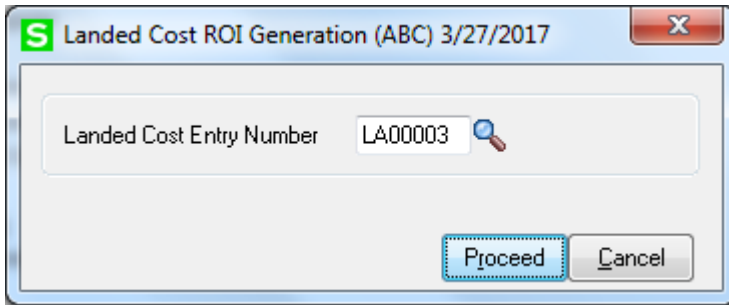 S Landed Cost ROI Generation (ABC) 3/27/2017
Landed Cost Entry Number LA00003
Proceed Cancel